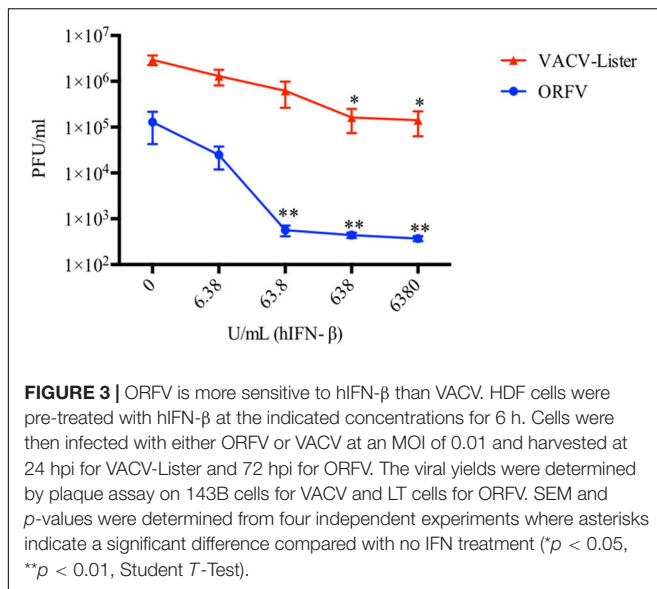 1×10⁷
1×10⁶
1×10⁵
1×10⁴
1×10³
1×10²
PFU/ml
VACV-Lister
ORFV
*
*
**
**
**
0
6.38
63.8
638
6380
U/mL (hIFN- β)
FIGURE 3 | ORFV is more sensitive to hIFN-β than VACV. HDF cells were
pre-treated with hIFN-β at the indicated concentrations for 6 h. Cells were
then infected with either ORFV or VACV at an MOI of 0.01 and harvested at
24 hpi for VACV-Lister and 72 hpi for ORFV. The viral yields were determined
by plaque assay on 143B cells for VACV and LT cells for ORFV. SEM and
p-values were determined from four independent experiments where asterisks
indicate a significant difference compared with no IFN treatment (*p < 0.05,
**p < 0.01, Student T-Test).